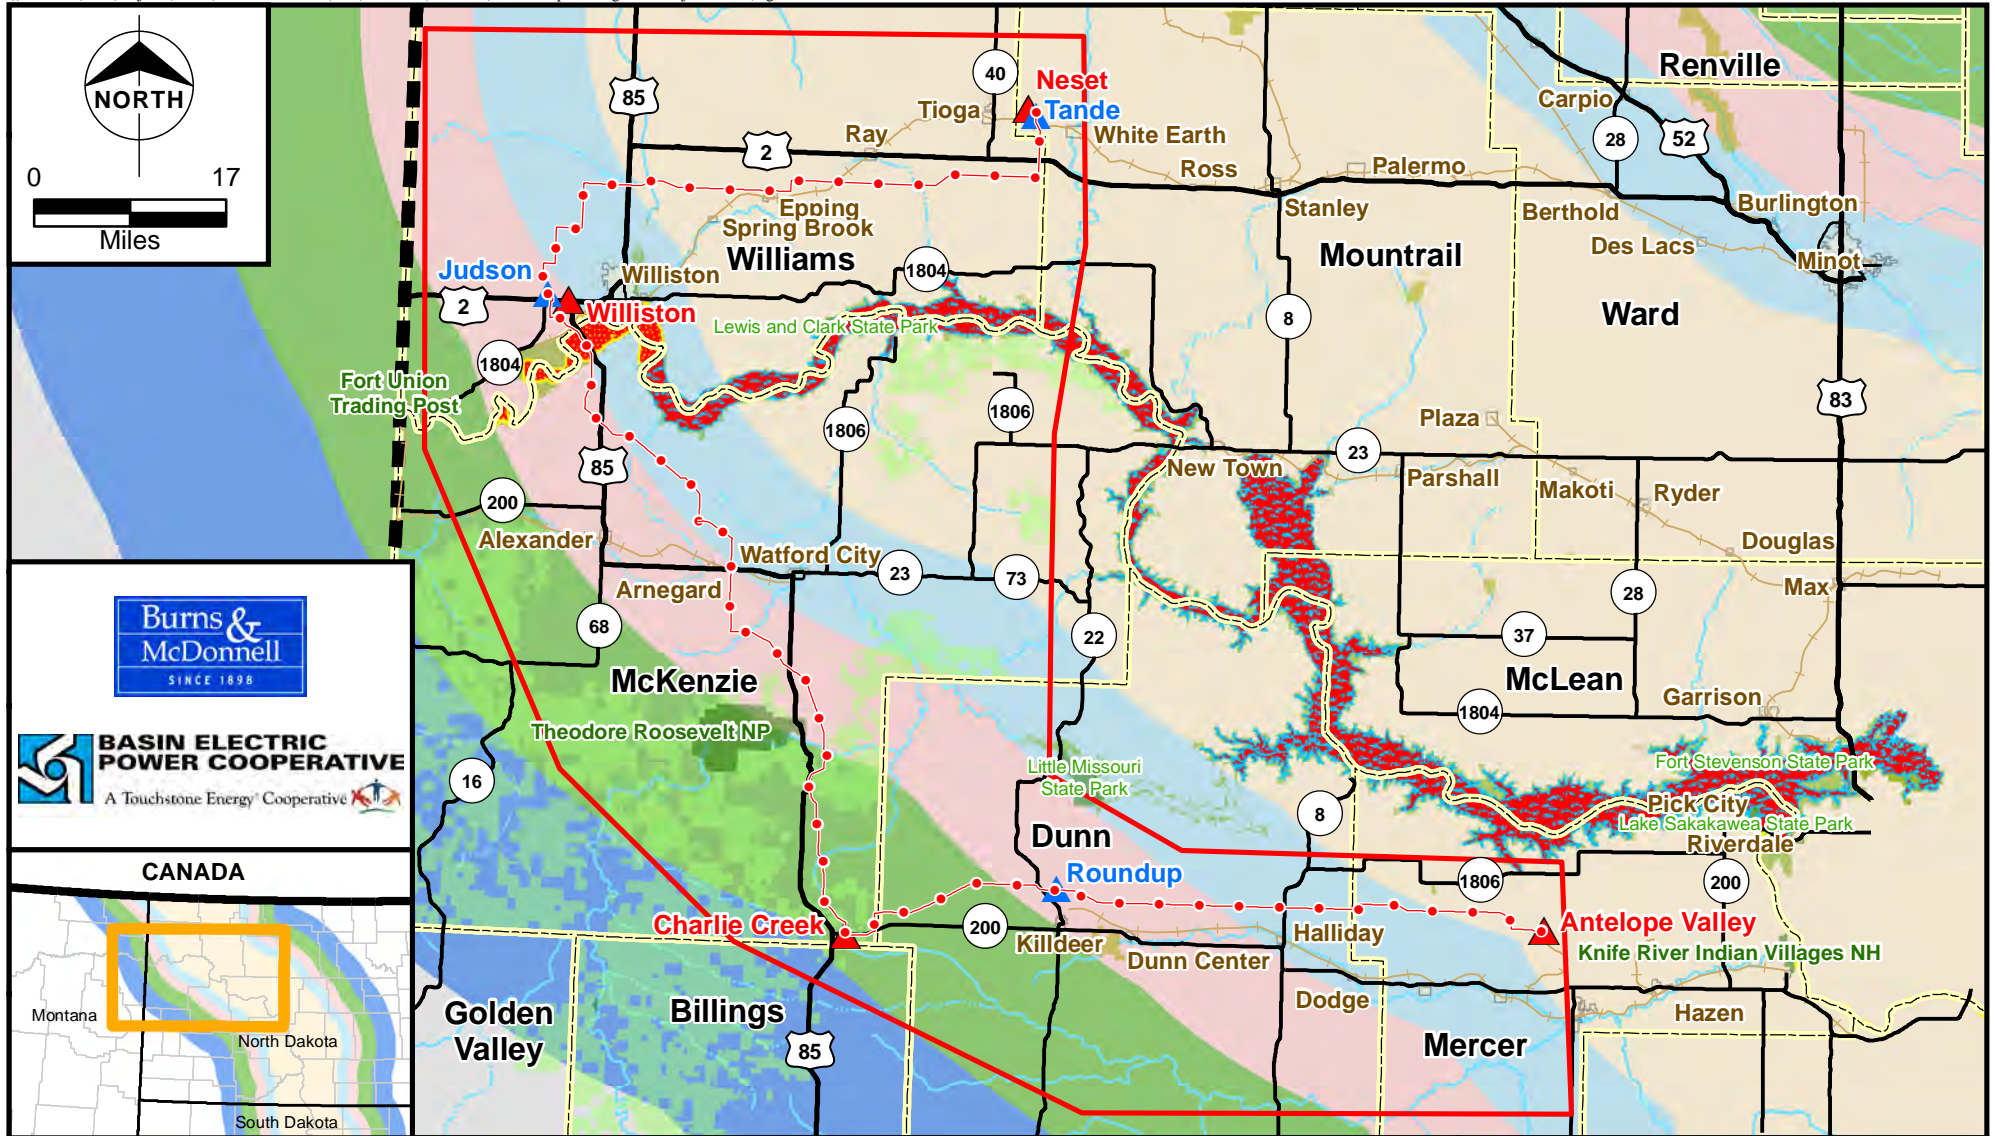 NORTH
0 17
Miles
40
Neset
Tande
Tioga
White Earth
85
Ray
2
Ross
Palermo
Renville
Carpio
28
52
Stanley
Berthold
Burlington
Des Lacs
Minot
Epping
Spring Brook
Williams
Mountrail
Ward
Judson
Williston
1804
2
Williston
Lewis and Clark State Park
8
1804
Fort Union
Trading Post
1806
1806
83
Plaza
85
New Town
23
Parshall
Makoti
Ryder
200
Alexander
Watford City
Arnegard
23
73
Douglas
Max
28
68
22
37
McKenzie
McLean
1804
Garrison
Theodore Roosevelt NP
16
Little Missouri
State Park
Fort Stevenson State Park
Pick City
Lake Sakakawea State Park
Riverdale
8
Dunn
Roundup
1806
200
Charlie Creek
200
Killdeer
Dunn Center
Halliday
Antelope Valley
Knife River Indian Villages NH
Dodge
Hazen
Golden
Valley
Billings
85
Mercer
Burns &
McDonnell
SINCE 1898
BASIN ELECTRIC
POWER COOPERATIVE
A Touchstone Energy® Cooperative
CANADA
Montana
North Dakota
South Dakota